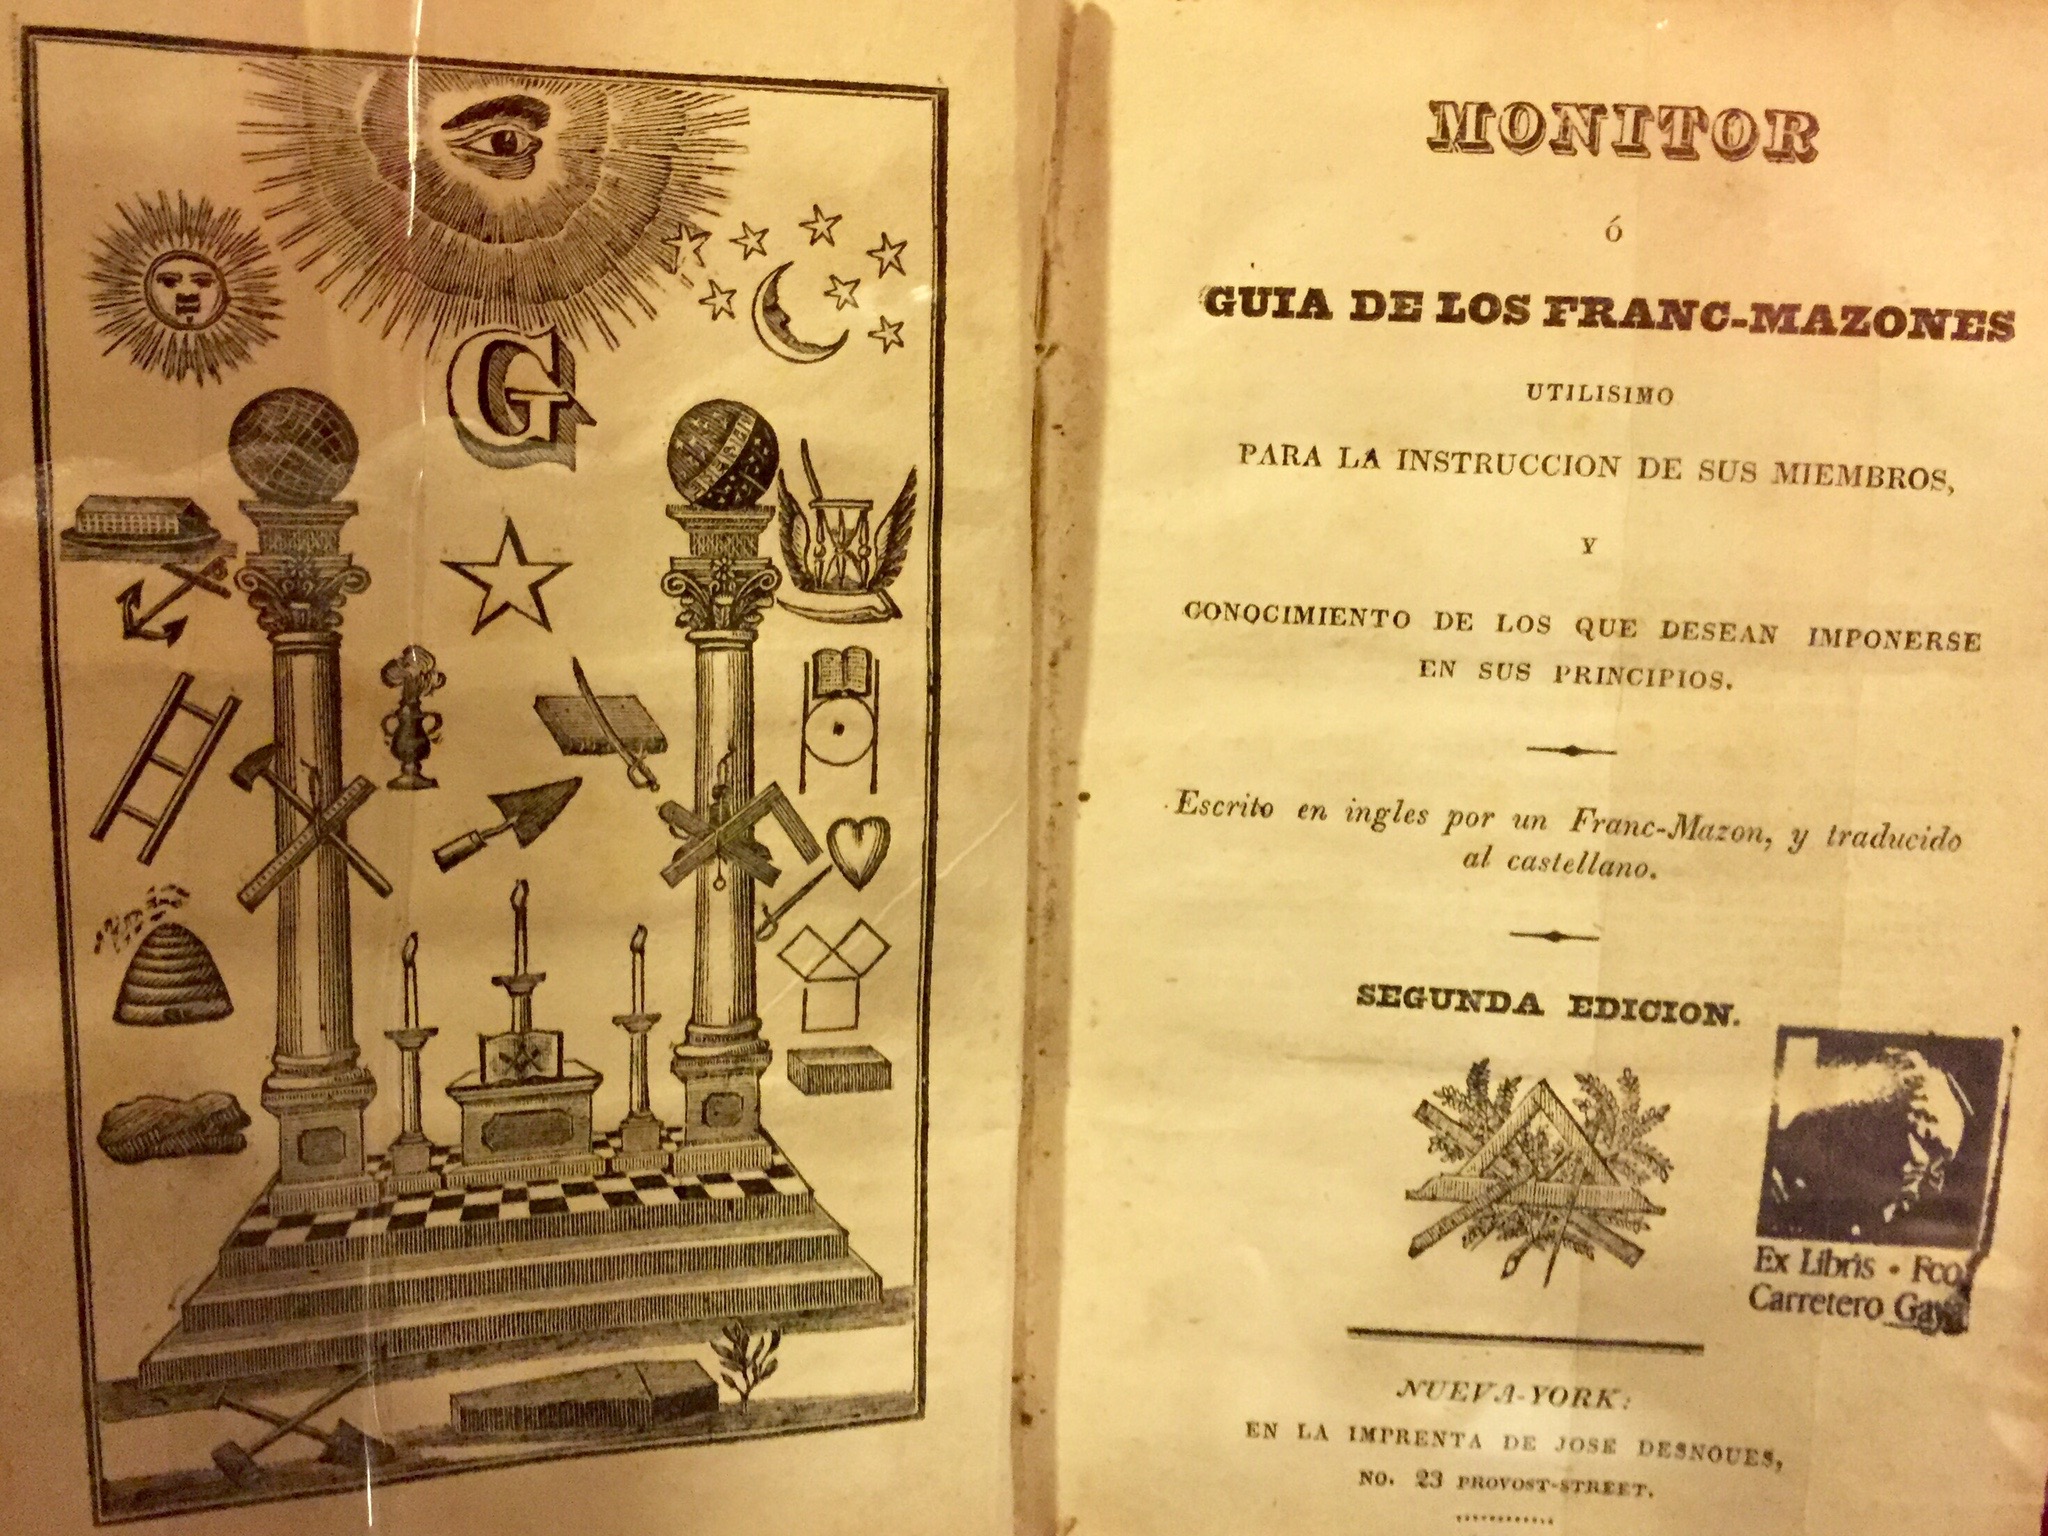 G
MONITOR
ó
GUIA DE LOS FRANC-MAZONES
UTILISIMO
PARA LA INSTRUCCION DE SUS MIEMBROS,
Y
CONOCIMIENTO DE LOS QUE DESEAN IMPONERSE
EN SUS PRINCIPIOS.
Escrito en ingles por un Franc-Mazon, y traducido
al castellano.
SEGUNDA EDICION.
Ex Libris • Fco
Carretero Gaya
NUEVA-YORK:
EN LA IMPRENTA DE JOSE DESNOUES,
NO. 23 PROVOST-STREET.